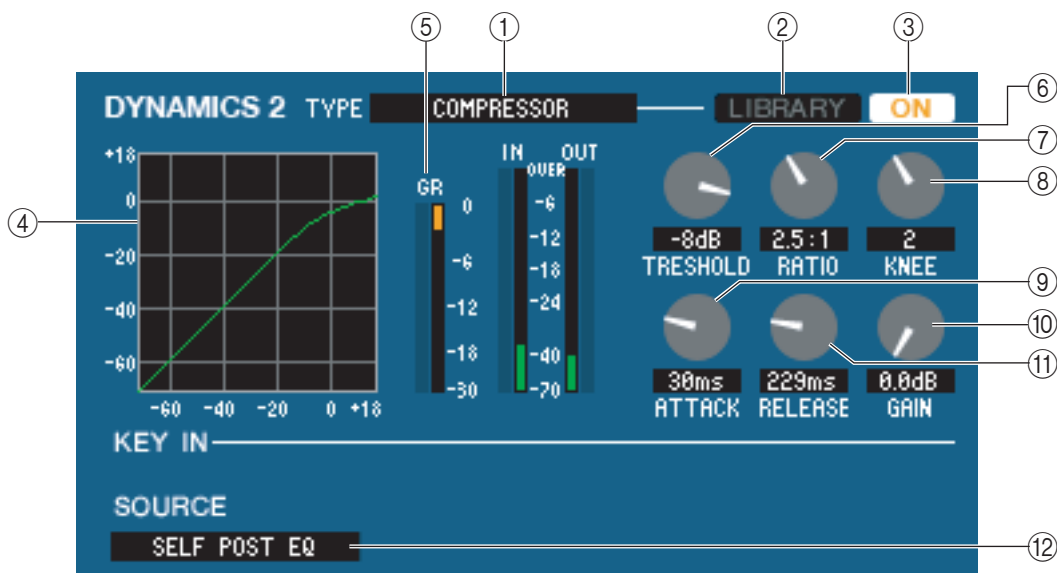 ⑤ ① ② ③
DYNAMICS 2 TYPE COMPRESSOR LIBRARY ON
⑥
⑦
⑧
④
+18
0
-20
-40
-60
-60 -40 -20 0 +18
GR
0
-6
-12
-18
-30
IN OUT
OVER
-6
-12
-18
-24
-40
-70
-8dB 2.5:1 2
TRESHOLD RATIO KNEE
⑨
⑩
⑪
30ms 229ms 0.0dB
ATTACK RELEASE GAIN
KEY IN
SOURCE
SELF POST EQ
⑫